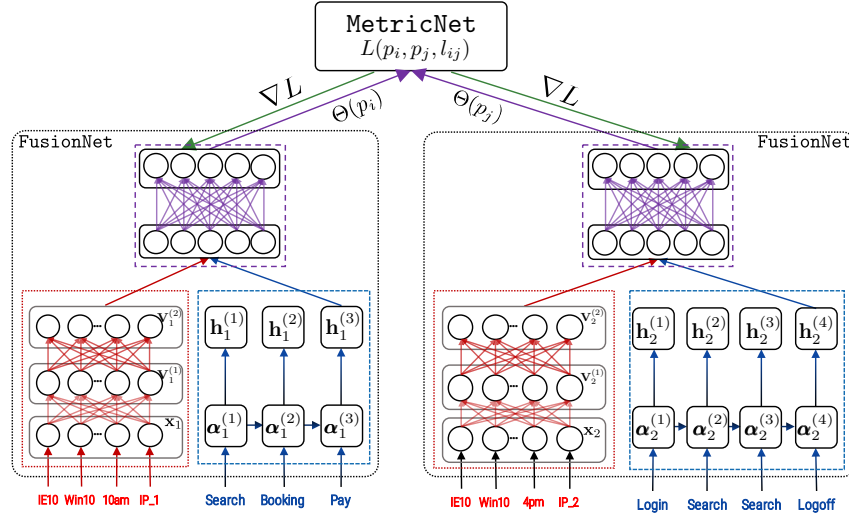 MetricNet
L(p_i, p_j, l_{ij})
∇L
Θ(p_i)
Θ(p_j)
∇L
FusionNet
FusionNet
v_1^{(2)}
v_1^{(1)}
x_1
h_1^{(1)} h_1^{(2)} h_1^{(3)}
α_1^{(1)} α_1^{(2)} α_1^{(3)}
IE10 Win10 10am IP_1
Search Booking Pay
v_2^{(2)}
v_2^{(1)}
x_2
h_2^{(1)} h_2^{(2)} h_2^{(3)} h_2^{(4)}
α_2^{(1)} α_2^{(2)} α_2^{(3)} α_2^{(4)}
IE10 Win10 4pm IP_2
Login Search Search Logoff